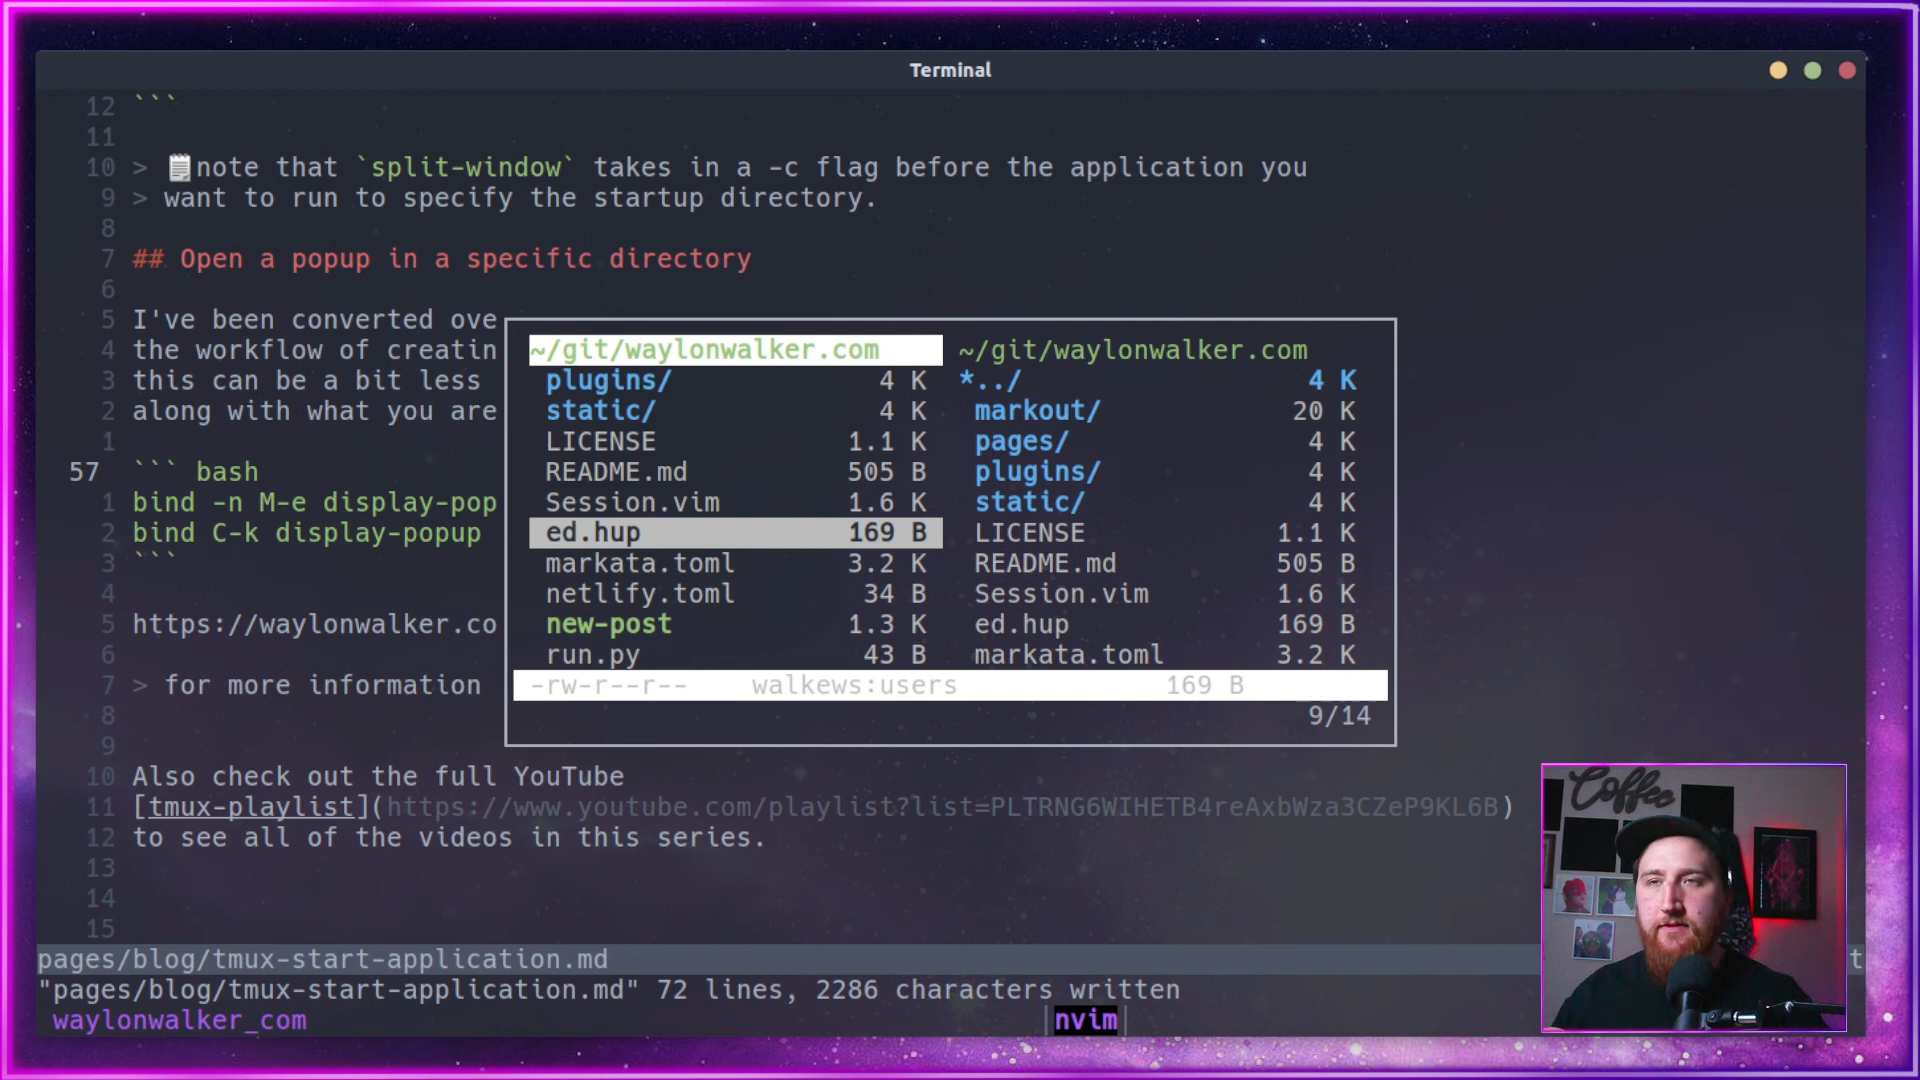 Terminal
12 ```
11
10 > note that `split-window` takes in a -c flag before the application you
9 > want to run to specify the startup directory.
8
7 ## Open a popup in a specific directory
6
5 I've been converted ove
4 the workflow of creatin
3 this can be a bit less
2 along with what you are
1
57 ``` bash
1 bind -n M-e display-pop
2 bind C-k display-popup
3 ```
4
5 https://waylonwalker.co
6
7 > for more information
8
9
10 Also check out the full YouTube
11 [tmux-playlist](https://www.youtube.com/playlist?list=PLTRNG6WIHETB4reAxbWza3CZeP9KL6B)
12 to see all of the videos in this series.
13
14
15
~/git/waylonwalker.com ~/git/waylonwalker.com
plugins/ 4 K *../ 4 K
static/ 4 K markout/ 20 K
LICENSE 1.1 K pages/ 4 K
README.md 505 B plugins/ 4 K
Session.vim 1.6 K static/ 4 K
ed.hup 169 B LICENSE 1.1 K
markata.toml 3.2 K README.md 505 B
netlify.toml 34 B Session.vim 1.6 K
new-post 1.3 K ed.hup 169 B
run.py 43 B markata.toml 3.2 K
-rw-r--r-- walkews:users 169 B
9/14
Coffee
pages/blog/tmux-start-application.md t
"pages/blog/tmux-start-application.md" 72 lines, 2286 characters written
waylonwalker_com nvim